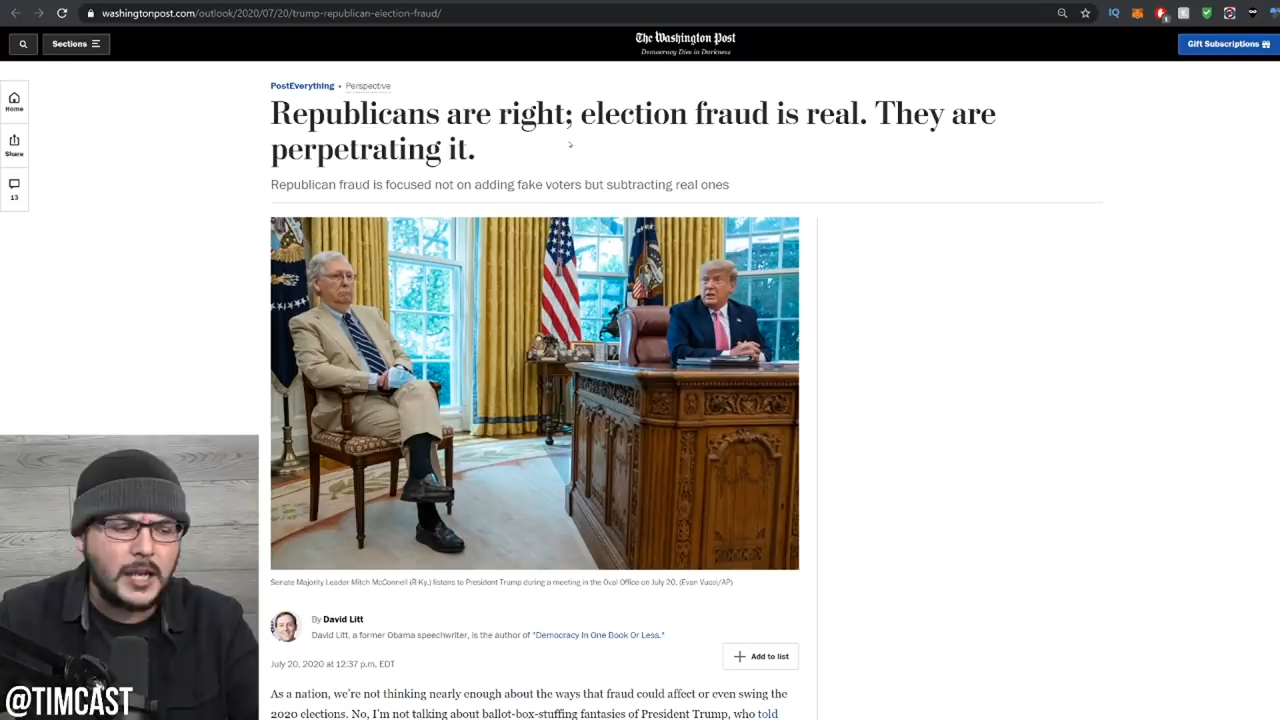 washingtonpost.com/outlook/2020/07/20/trump-republican-election-fraud/
Sections
The Washington Post
Democracy Dies in Darkness
Gift Subscriptions
Home
Share
13
PostEverything • Perspective
Republicans are right; election fraud is real. They are
perpetrating it.
Republican fraud is focused not on adding fake voters but subtracting real ones
Senate Majority Leader Mitch McConnell (R-Ky.) listens to President Trump during a meeting in the Oval Office on July 20. (Evan Vucci/AP)
By David Litt
David Litt, a former Obama speechwriter, is the author of "Democracy In One Book Or Less."
July 20, 2020 at 12:37 p.m. EDT
Add to list
As a nation, we're not thinking nearly enough about the ways that fraud could affect or even swing the
2020 elections. No, I'm not talking about ballot-box-stuffing fantasies of President Trump, who told
@TIMCAST